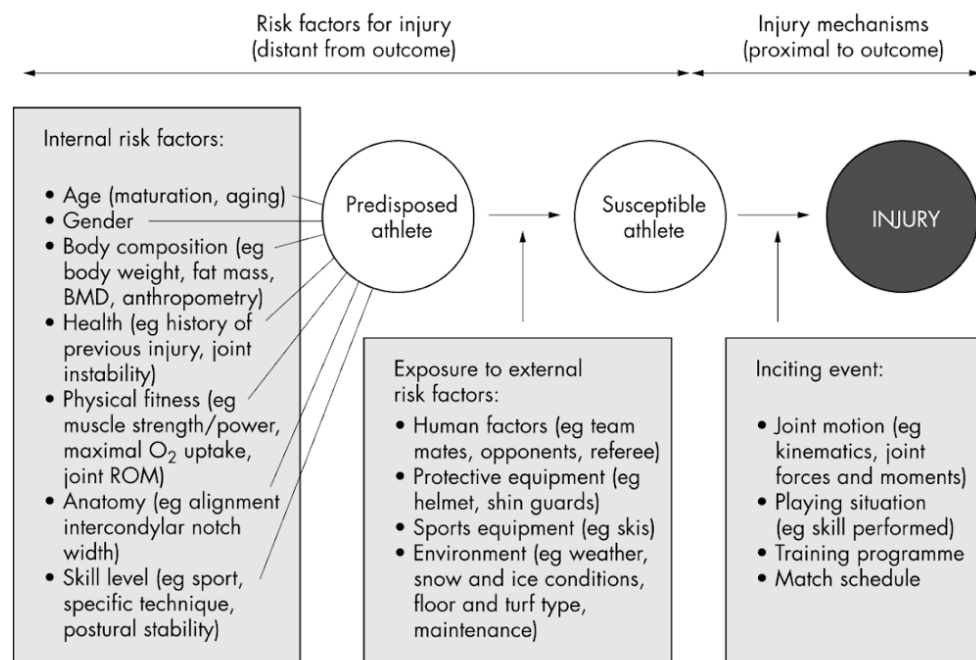 Risk factors for injury
(distant from outcome)
Injury mechanisms
(proximal to outcome)
Internal risk factors:
• Age (maturation, aging)
• Gender
• Body composition (eg
body weight, fat mass,
BMD, anthropometry)
• Health (eg history of
previous injury, joint
instability)
• Physical fitness (eg
muscle strength/power,
maximal O₂ uptake,
joint ROM)
• Anatomy (eg alignment
intercondylar notch
width)
• Skill level (eg sport,
specific technique,
postural stability)
Predisposed
athlete
Susceptible
athlete
INJURY
Exposure to external
risk factors:
• Human factors (eg team
mates, opponents, referee)
• Protective equipment (eg
helmet, shin guards)
• Sports equipment (eg skis)
• Environment (eg weather,
snow and ice conditions,
floor and turf type,
maintenance)
Inciting event:
• Joint motion (eg
kinematics, joint
forces and moments)
• Playing situation
(eg skill performed)
• Training programme
• Match schedule